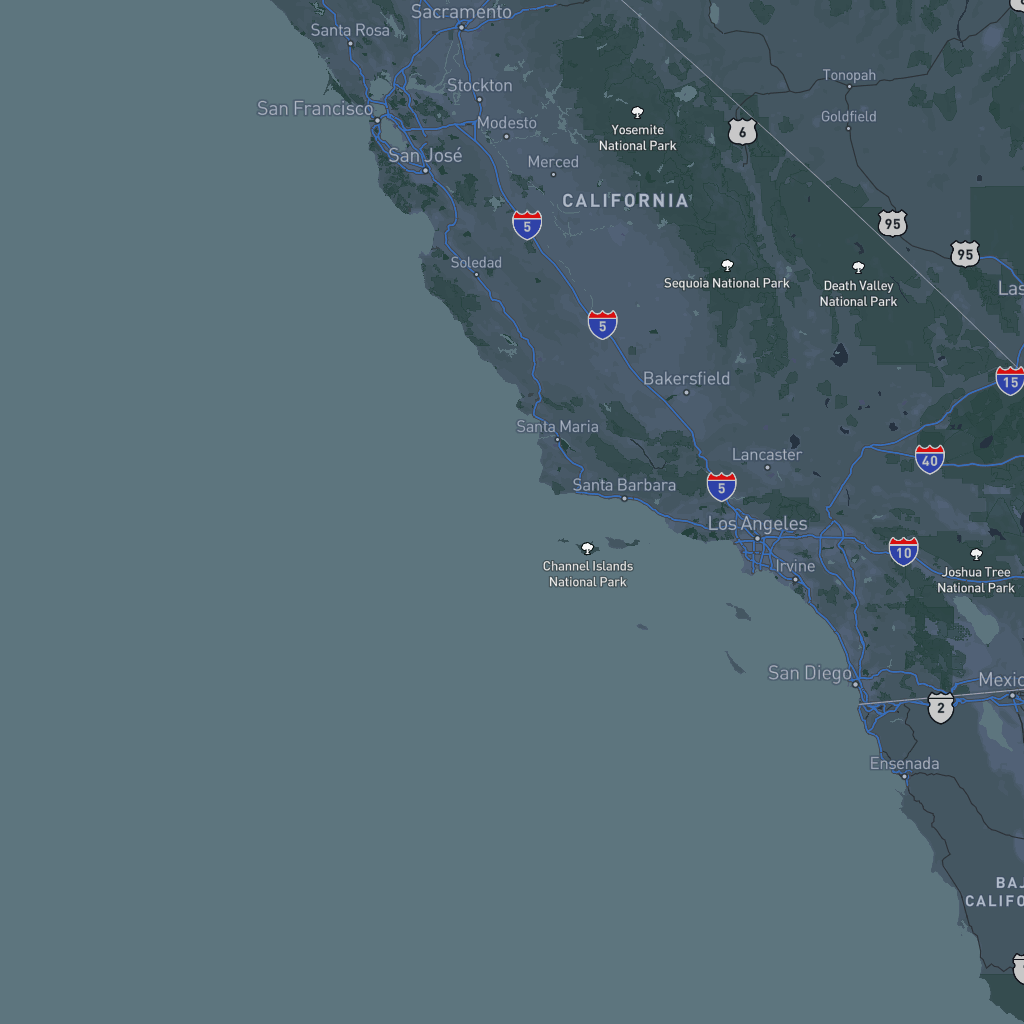 Sacramento
Santa Rosa
Tonopah
Stockton
San Francisco
Goldfield
Modesto
Yosemite
National Park
6
San José
Merced
CALIFORNIA
5
95
95
Soledad
Sequoia National Park
Death Valley
National Park
Las
5
Bakersfield
15
Santa Maria
Lancaster
40
Santa Barbara
5
Los Angeles
10
Channel Islands
National Park
Irvine
Joshua Tree
National Park
San Diego
Mexic
2
Ensenada
BAJ
CALIFO